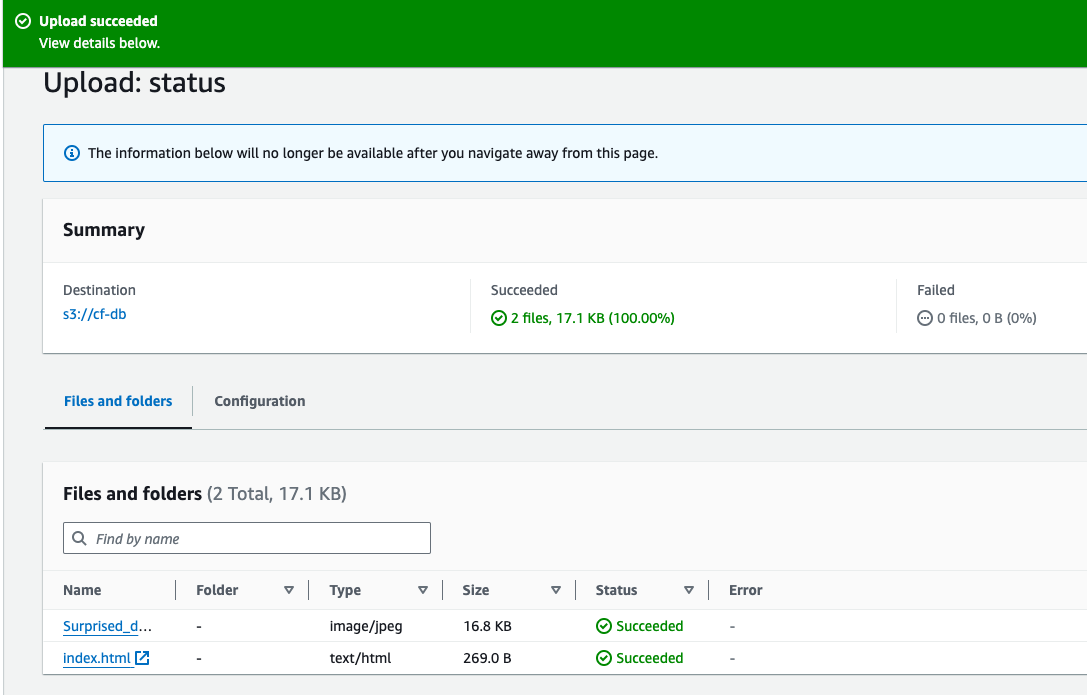 Upload succeeded
View details below.
Upload: status
The information below will no longer be available after you navigate away from this page.
Summary
Destination
s3://cf-db
Succeeded
2 files, 17.1 KB (100.00%)
Failed
0 files, 0 B (0%)
Files and folders
Configuration
Files and folders (2 Total, 17.1 KB)
Find by name
Name Folder Type Size Status Error
Surprised_d... - image/jpeg 16.8 KB Succeeded -
index.html - text/html 269.0 B Succeeded -